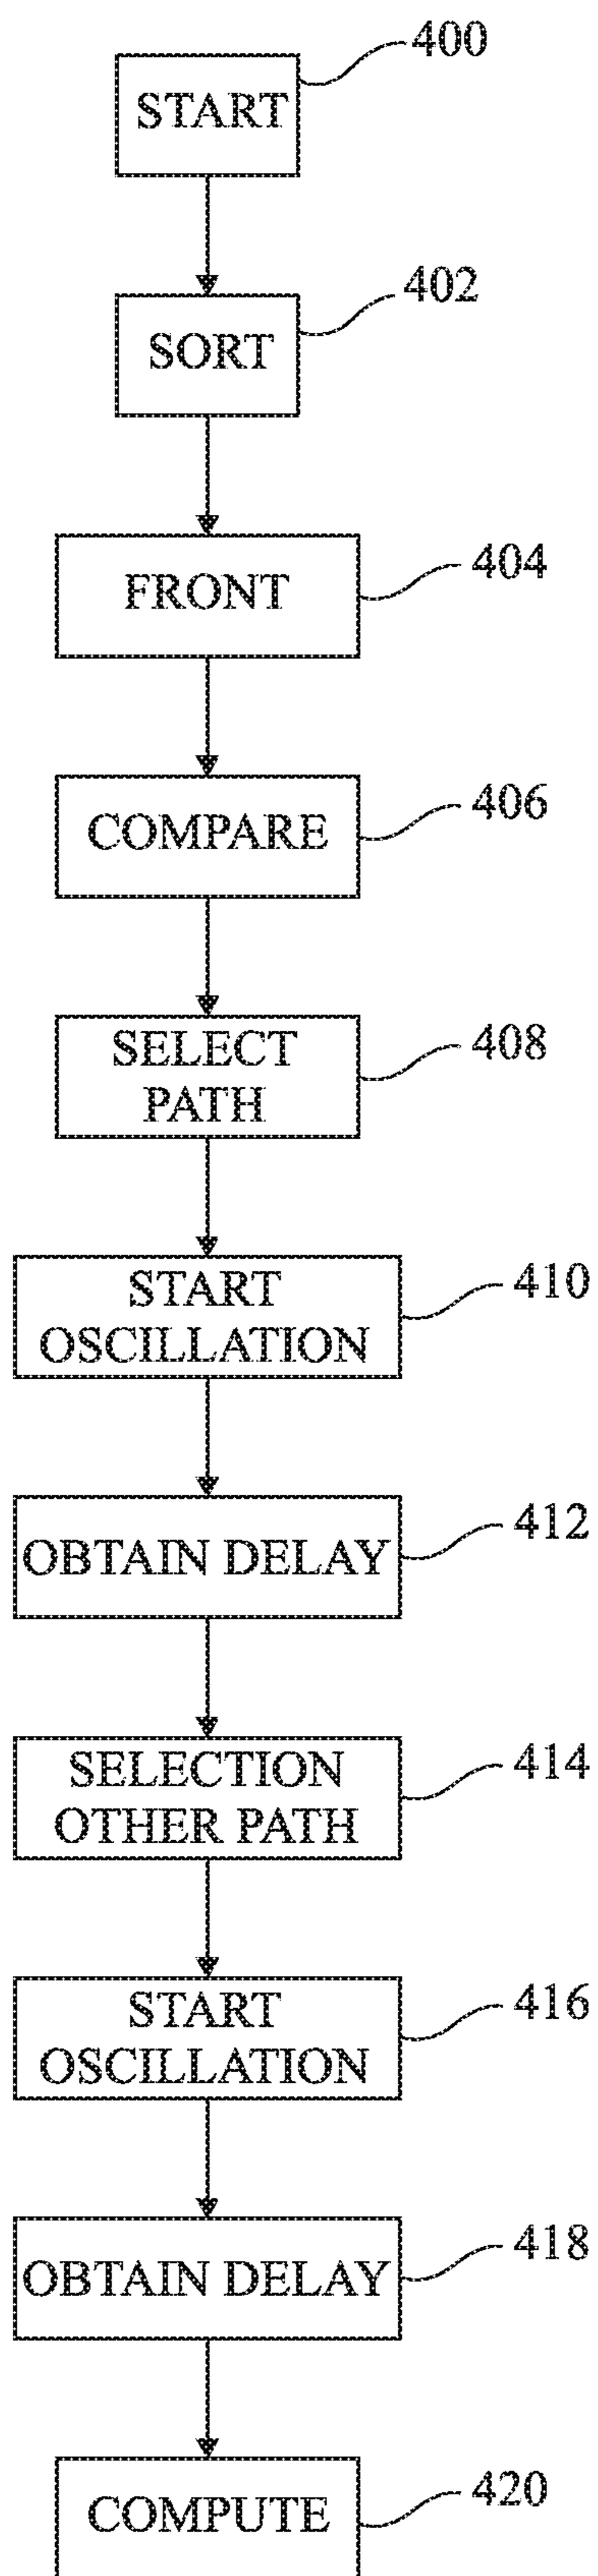 400
START
402
SORT
404
FRONT
406
COMPARE
408
SELECT
PATH
410
START
OSCILLATION
412
OBTAIN DELAY
414
SELECTION
OTHER PATH
416
START
OSCILLATION
418
OBTAIN DELAY
420
COMPUTE